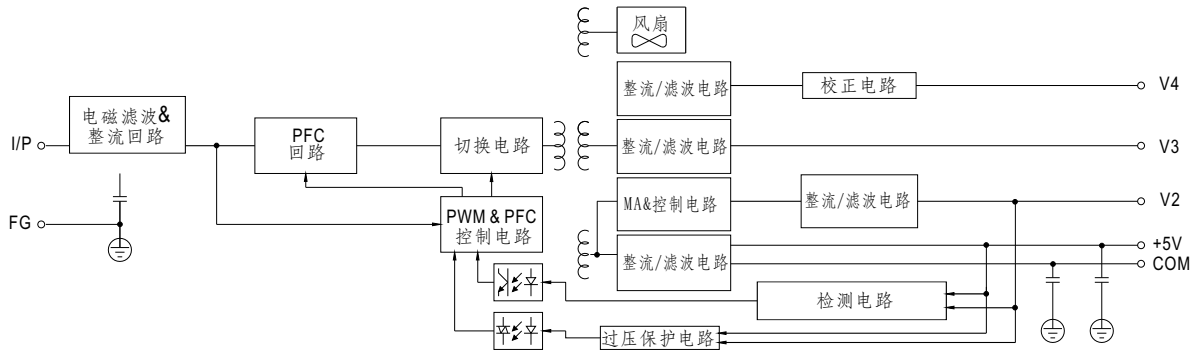 风扇
整流/滤波电路
校正电路
V4
电磁滤波&
整流回路
I/P
PFC
回路
切换电路
整流/滤波电路
V3
MA&控制电路
整流/滤波电路
V2
FG
PWM & PFC
控制电路
+5V
整流/滤波电路
COM
检测电路
过压保护电路